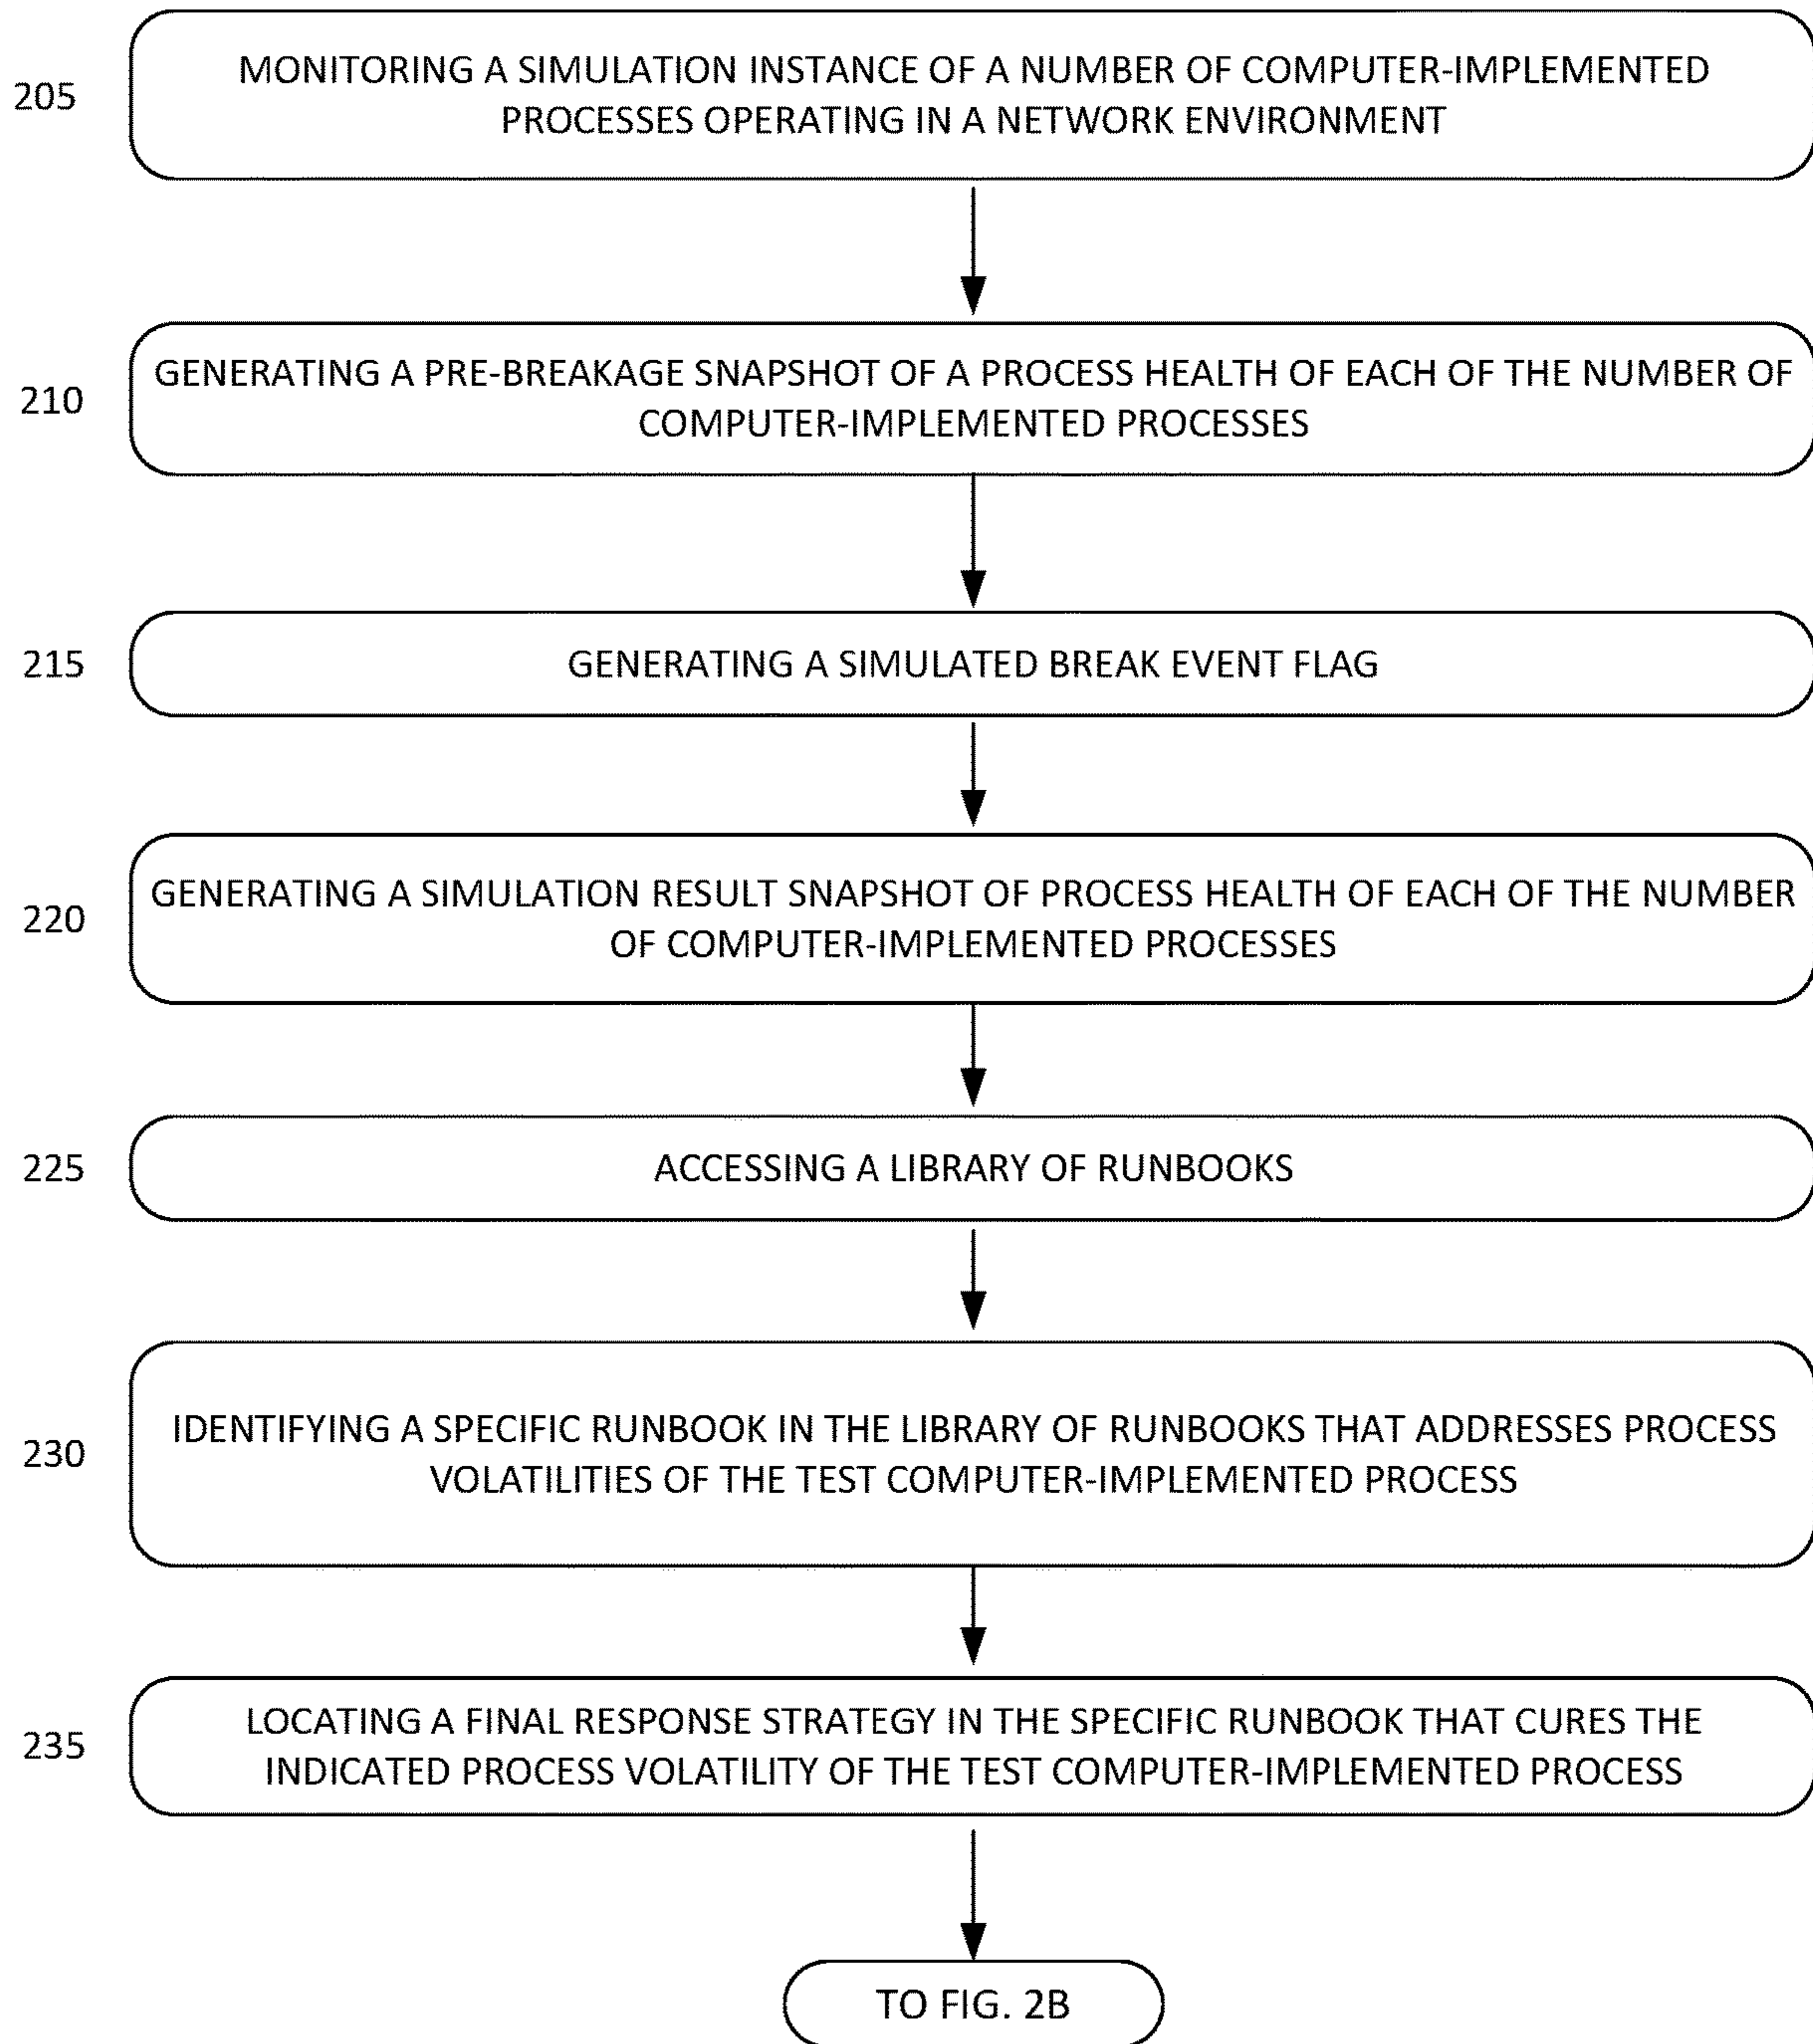 205
MONITORING A SIMULATION INSTANCE OF A NUMBER OF COMPUTER-IMPLEMENTED
PROCESSES OPERATING IN A NETWORK ENVIRONMENT
210
GENERATING A PRE-BREAKAGE SNAPSHOT OF A PROCESS HEALTH OF EACH OF THE NUMBER OF
COMPUTER-IMPLEMENTED PROCESSES
215
GENERATING A SIMULATED BREAK EVENT FLAG
220
GENERATING A SIMULATION RESULT SNAPSHOT OF PROCESS HEALTH OF EACH OF THE NUMBER
OF COMPUTER-IMPLEMENTED PROCESSES
225
ACCESSING A LIBRARY OF RUNBOOKS
230
IDENTIFYING A SPECIFIC RUNBOOK IN THE LIBRARY OF RUNBOOKS THAT ADDRESSES PROCESS
VOLATILITIES OF THE TEST COMPUTER-IMPLEMENTED PROCESS
235
LOCATING A FINAL RESPONSE STRATEGY IN THE SPECIFIC RUNBOOK THAT CURES THE
INDICATED PROCESS VOLATILITY OF THE TEST COMPUTER-IMPLEMENTED PROCESS
TO FIG. 2B